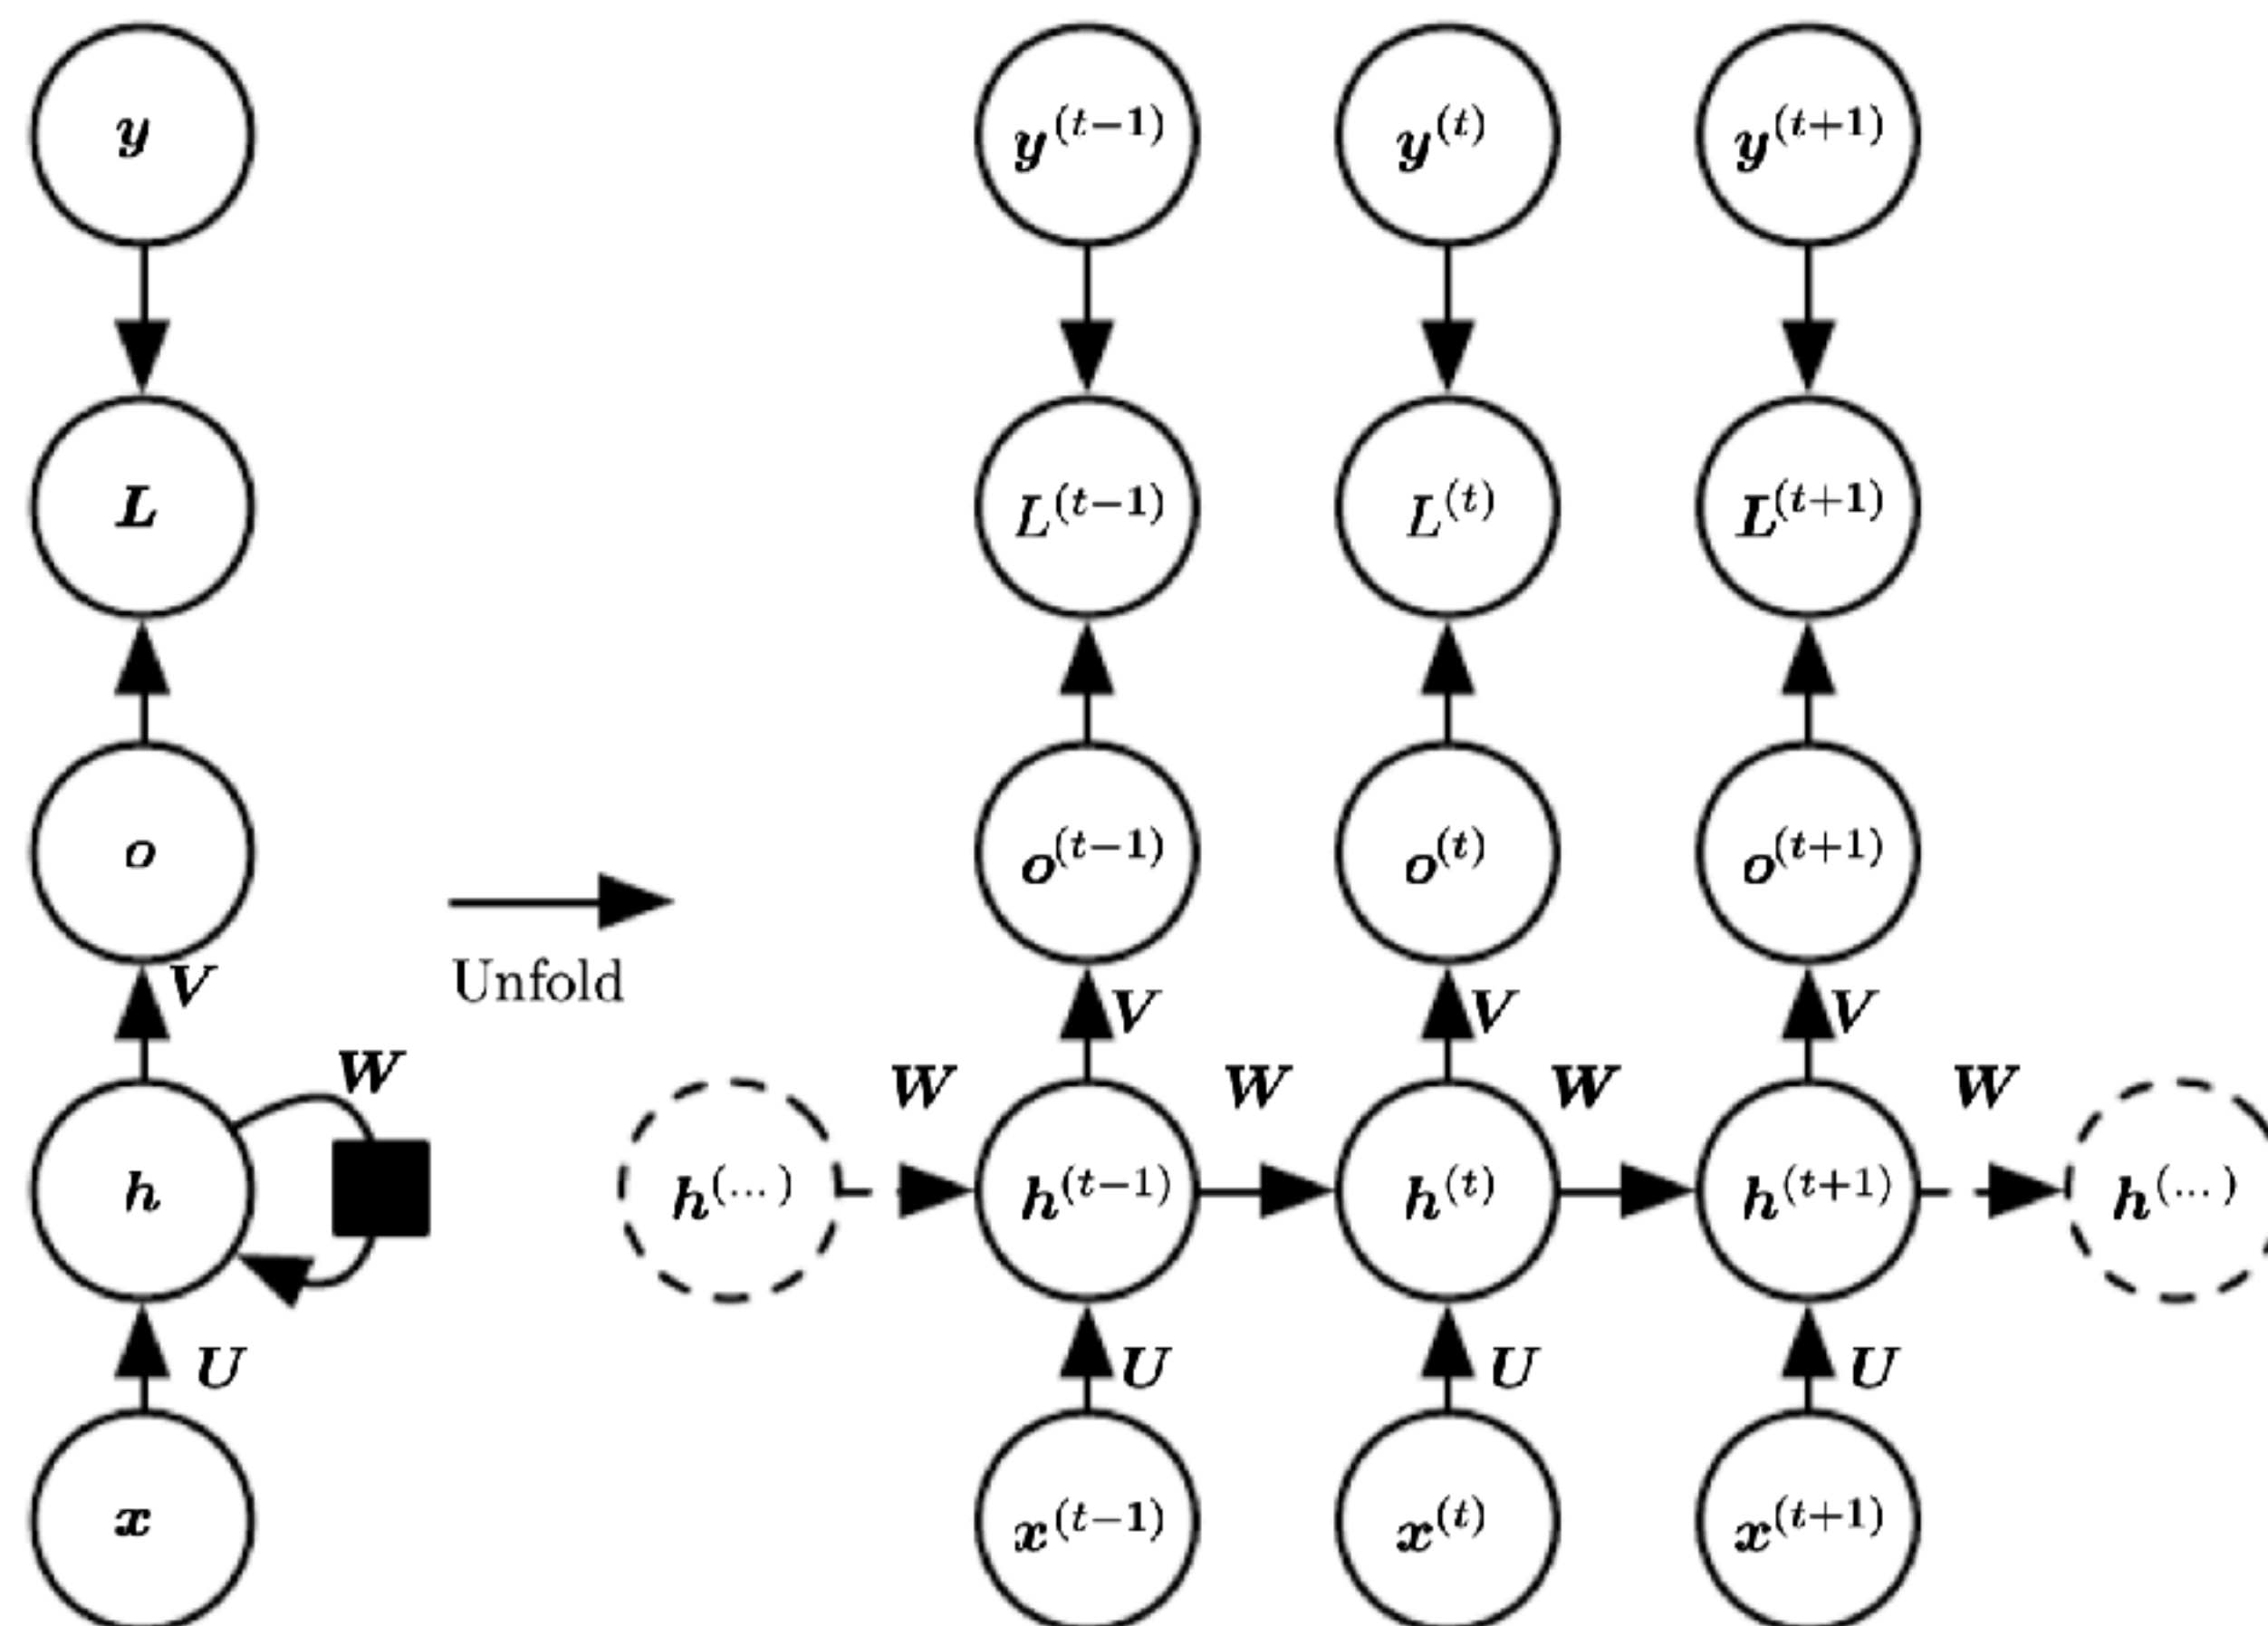 y y^(t−1) y^(t) y^(t+1)
L L^(t−1) L^(t) L^(t+1)
o o^(t−1) o^(t) o^(t+1)
Unfold
V V V V
W W W W W
h h^(...) h^(t−1) h^(t) h^(t+1) h^(...)
U U U U
x x^(t−1) x^(t) x^(t+1)